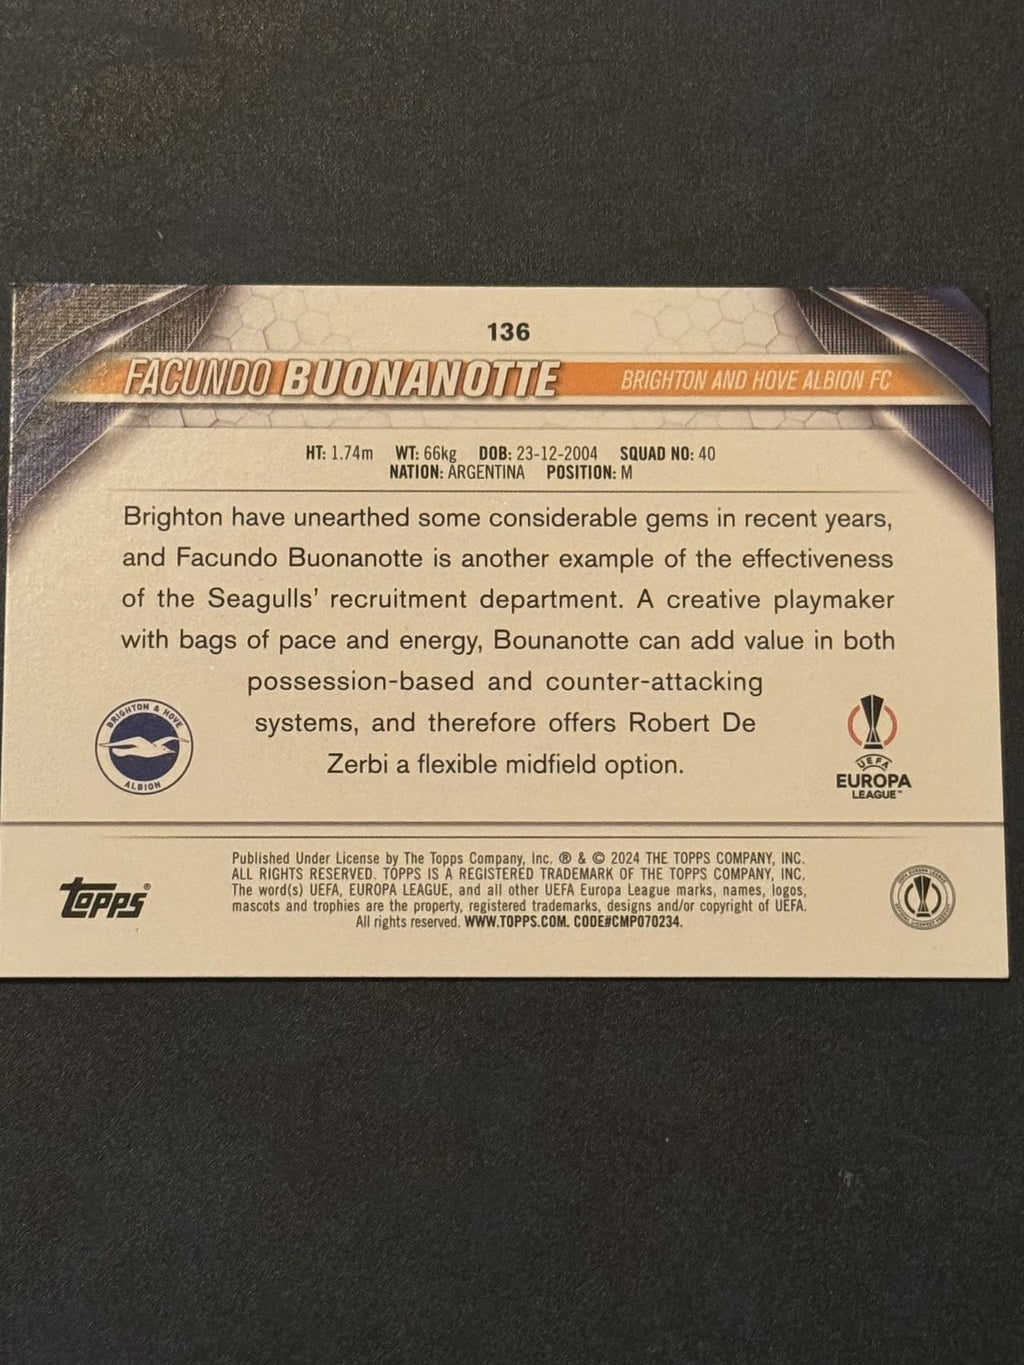 136
FACUNDO BUONANOTTE BRIGHTON AND HOVE ALBION FC
HT: 1.74m WT: 66kg DOB: 23-12-2004 SQUAD NO: 40
NATION: ARGENTINA POSITION: M
Brighton have unearthed some considerable gems in recent years,
and Facundo Buonanotte is another example of the effectiveness
of the Seagulls' recruitment department. A creative playmaker
with bags of pace and energy, Bounanotte can add value in both
possession-based and counter-attacking
systems, and therefore offers Robert De
Zerbi a flexible midfield option.
BRIGHTON & HOVE
ALBION
UEFA
EUROPA
LEAGUE™
topps®
Published Under License by The Topps Company, Inc. ® & © 2024 THE TOPPS COMPANY, INC.
ALL RIGHTS RESERVED. TOPPS IS A REGISTERED TRADEMARK OF THE TOPPS COMPANY, INC.
The word(s) UEFA, EUROPA LEAGUE, and all other UEFA Europa League marks, names, logos,
mascots and trophies are the property, registered trademarks, designs and/or copyright of UEFA.
All rights reserved. WWW.TOPPS.COM. CODE#CMP070234.